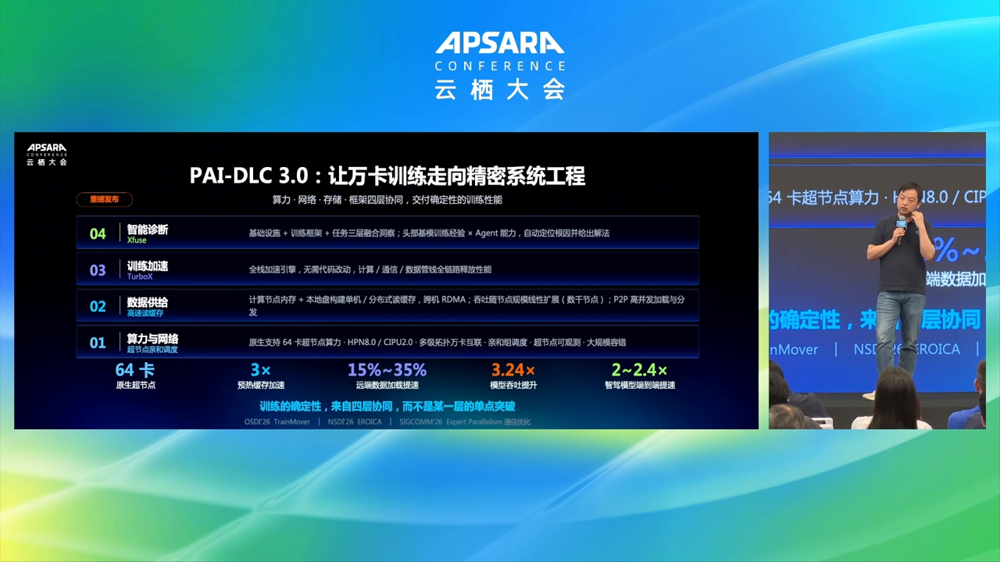 APSARA
CONFERENCE
云栖大会
APSARA
CONFERENCE
云栖大会
PAI-DLC 3.0：让万卡训练走向精密系统工程
重磅发布
算力 · 网络 · 存储 · 框架四层协同，交付确定性的训练性能
04
智能诊断
Xfuse
基础设施 + 训练框架 + 任务三层融合洞察；头部基模训练经验 × Agent 能力，自动定位根因并给出解法
03
训练加速
TurboX
全栈加速引擎，无需代码改动，计算 / 通信 / 数据管线全链路释放性能
02
数据供给
高速读缓存
计算节点内存 + 本地盘构建单机 / 分布式读缓存，跨机 RDMA；吞吐随节点规模线性扩展（数千节点）；P2P 高并发加载与分
发
01
算力与网络
超节点亲和调度
原生支持 64 卡超节点算力 · HPN8.0 / CIPU2.0 · 多级拓扑万卡互联 · 亲和组调度 · 超节点可观测 · 大规模容错
64 卡
原生超节点
3×
预热缓存加速
15%~35%
远端数据加载提速
3.24×
模型吞吐提升
2~2.4×
智驾模型端到端提速
训练的确定性，来自四层协同，而不是某一层的单点突破
OSDI'26 TrainMover | NSDI'26 EROICA | SIGCOMM'26 Expert Parallelism 通信优化
64 卡超节点算力 · H 8.0 / CIP
%~
端数据加
的确定性，来 层协同
nMover | NSD 26 EROICA |